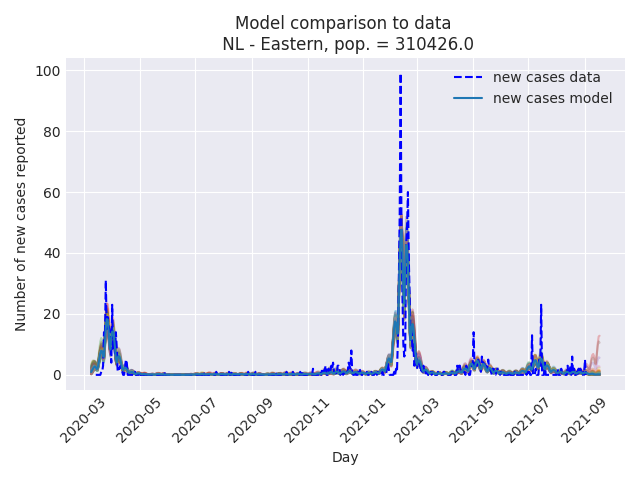 Model comparison to data
NL - Eastern, pop. = 310426.0
new cases data
new cases model
Number of new cases reported
100
80
60
40
20
0
2020-03
2020-05
2020-07
2020-09
2020-11
2021-01
2021-03
2021-05
2021-07
2021-09
Day